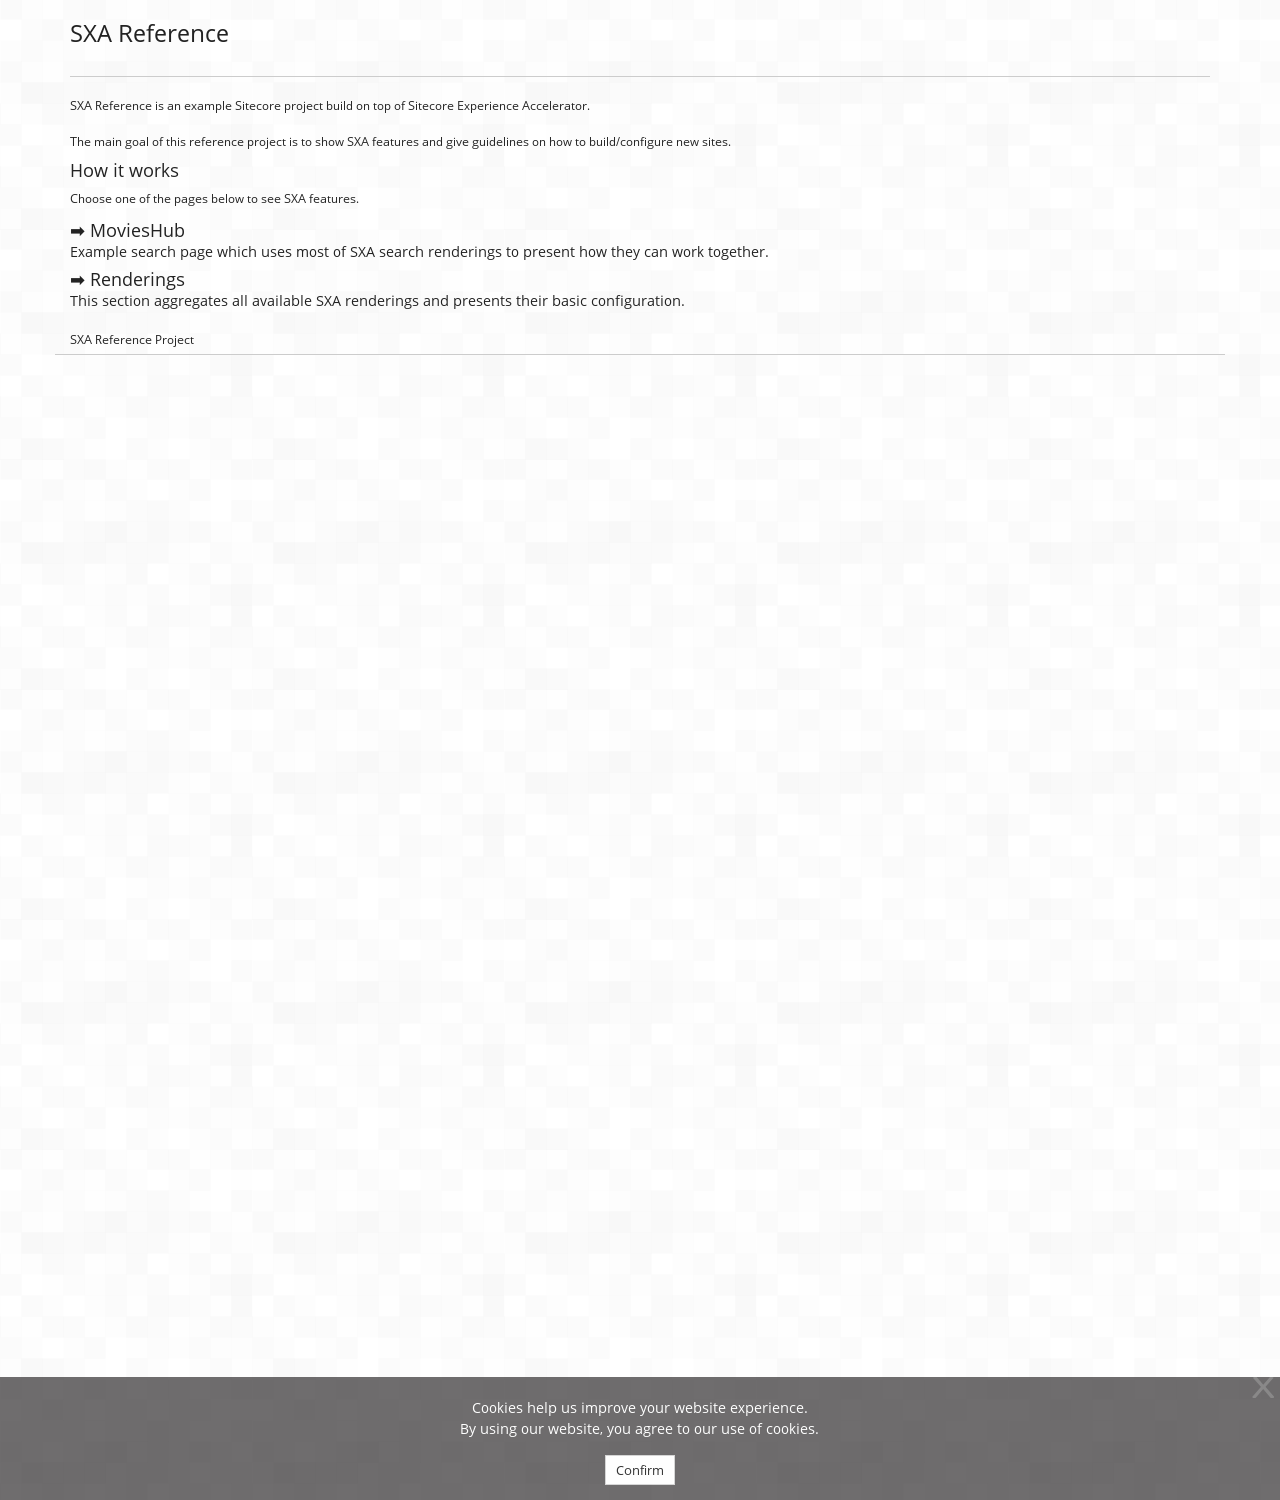 SXA Reference
SXA Reference is an example Sitecore project build on top of Sitecore Experience Accelerator.
The main goal of this reference project is to show SXA features and give guidelines on how to build/configure new sites.
How it works
Choose one of the pages below to see SXA features.
➡ MoviesHub
Example search page which uses most of SXA search renderings to present how they can work together.
➡ Renderings
This section aggregates all available SXA renderings and presents their basic configuration.
SXA Reference Project
X
Cookies help us improve your website experience.
By using our website, you agree to our use of cookies.
Confirm